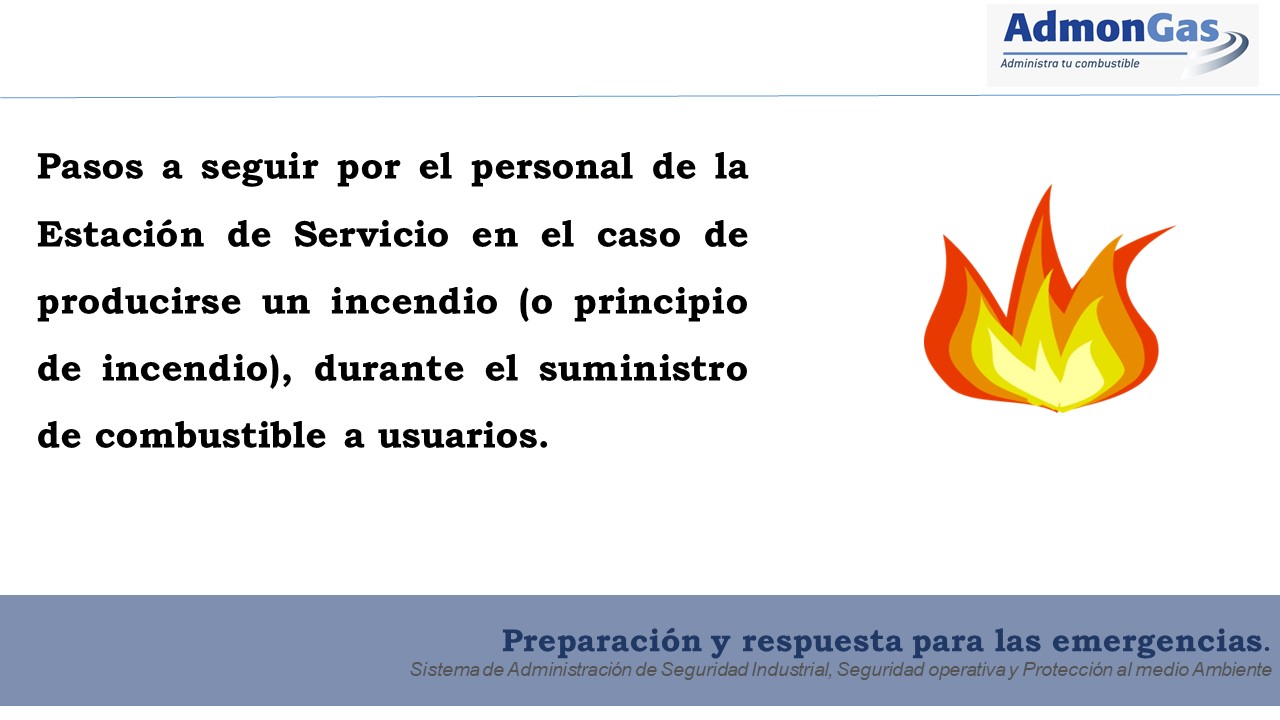 AdmonGas
Administra tu combustible
Pasos a seguir por el personal de la
Estación de Servicio en el caso de
producirse un incendio (o principio
de incendio), durante el suministro
de combustible a usuarios.
Preparación y respuesta para las emergencias.
Sistema de Administración de Seguridad Industrial, Seguridad operativa y Protección al medio Ambiente